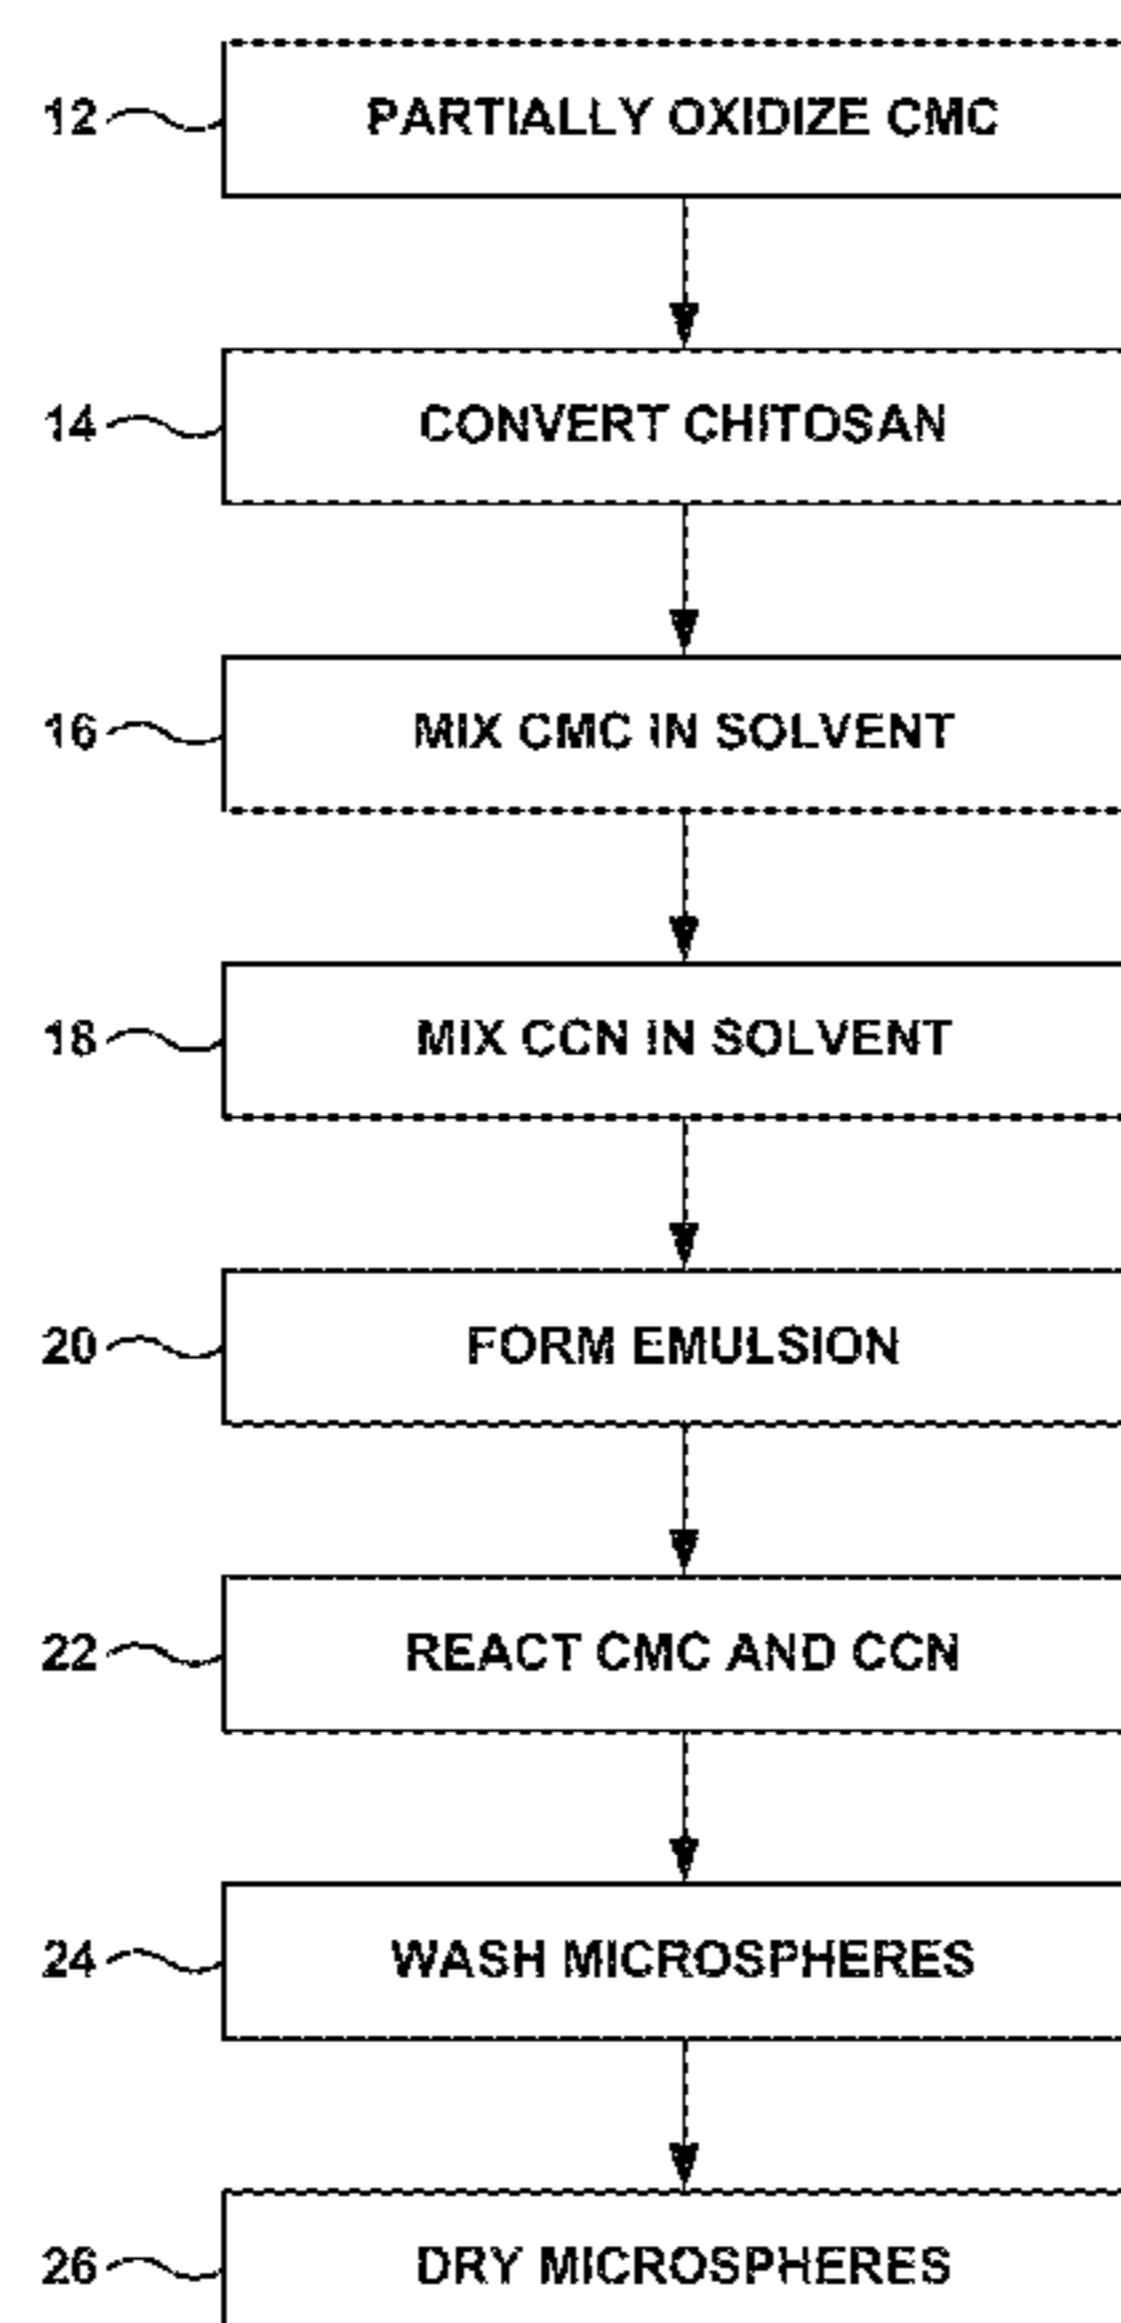 12 PARTIALLY OXIDIZE CMC
14 CONVERT CHITOSAN
16 MIX CMC IN SOLVENT
18 MIX CCN IN SOLVENT
20 FORM EMULSION
22 REACT CMC AND CCN
24 WASH MICROSPHERES
26 DRY MICROSPHERES